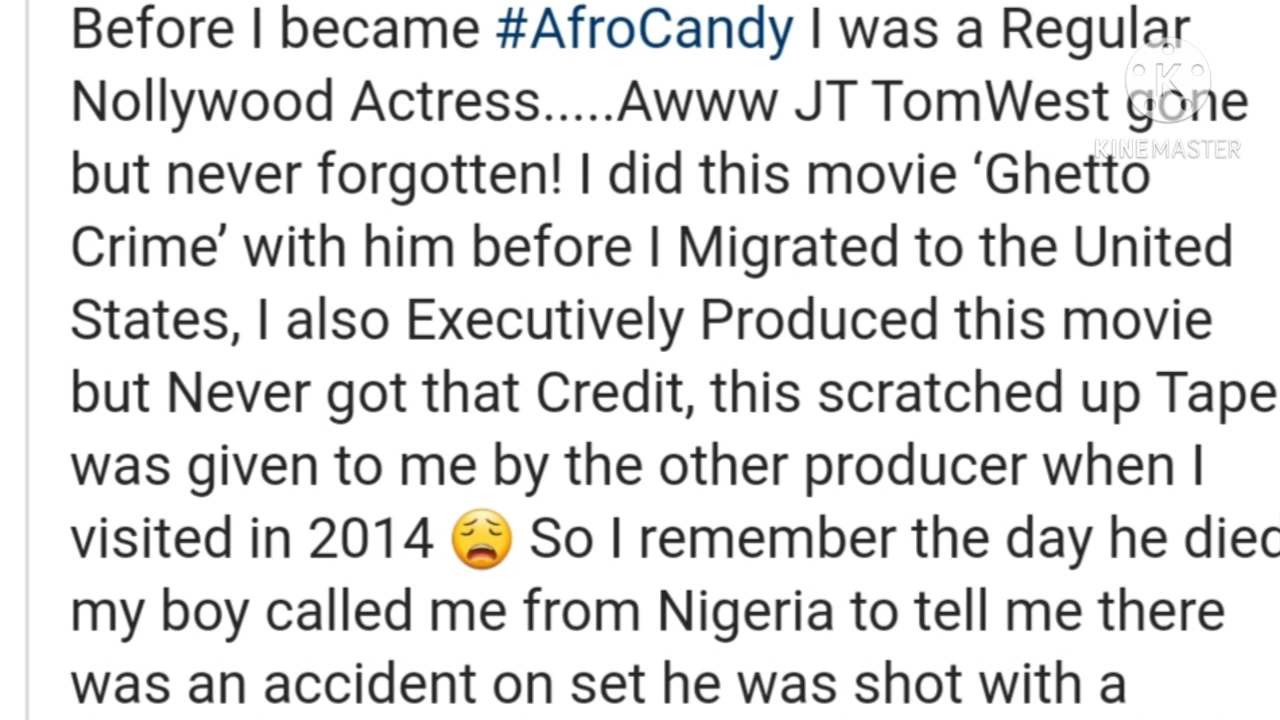 Before I became #AfroCandy I was a Regular
Nollywood Actress.....Awww JT TomWest gone
but never forgotten! I did this movie ‘Ghetto
Crime’ with him before I Migrated to the United
States, I also Executively Produced this movie
but Never got that Credit, this scratched up Tape
was given to me by the other producer when I
visited in 2014 😩 So I remember the day he died
my boy called me from Nigeria to tell me there
was an accident on set he was shot with a
K
KINEMASTER